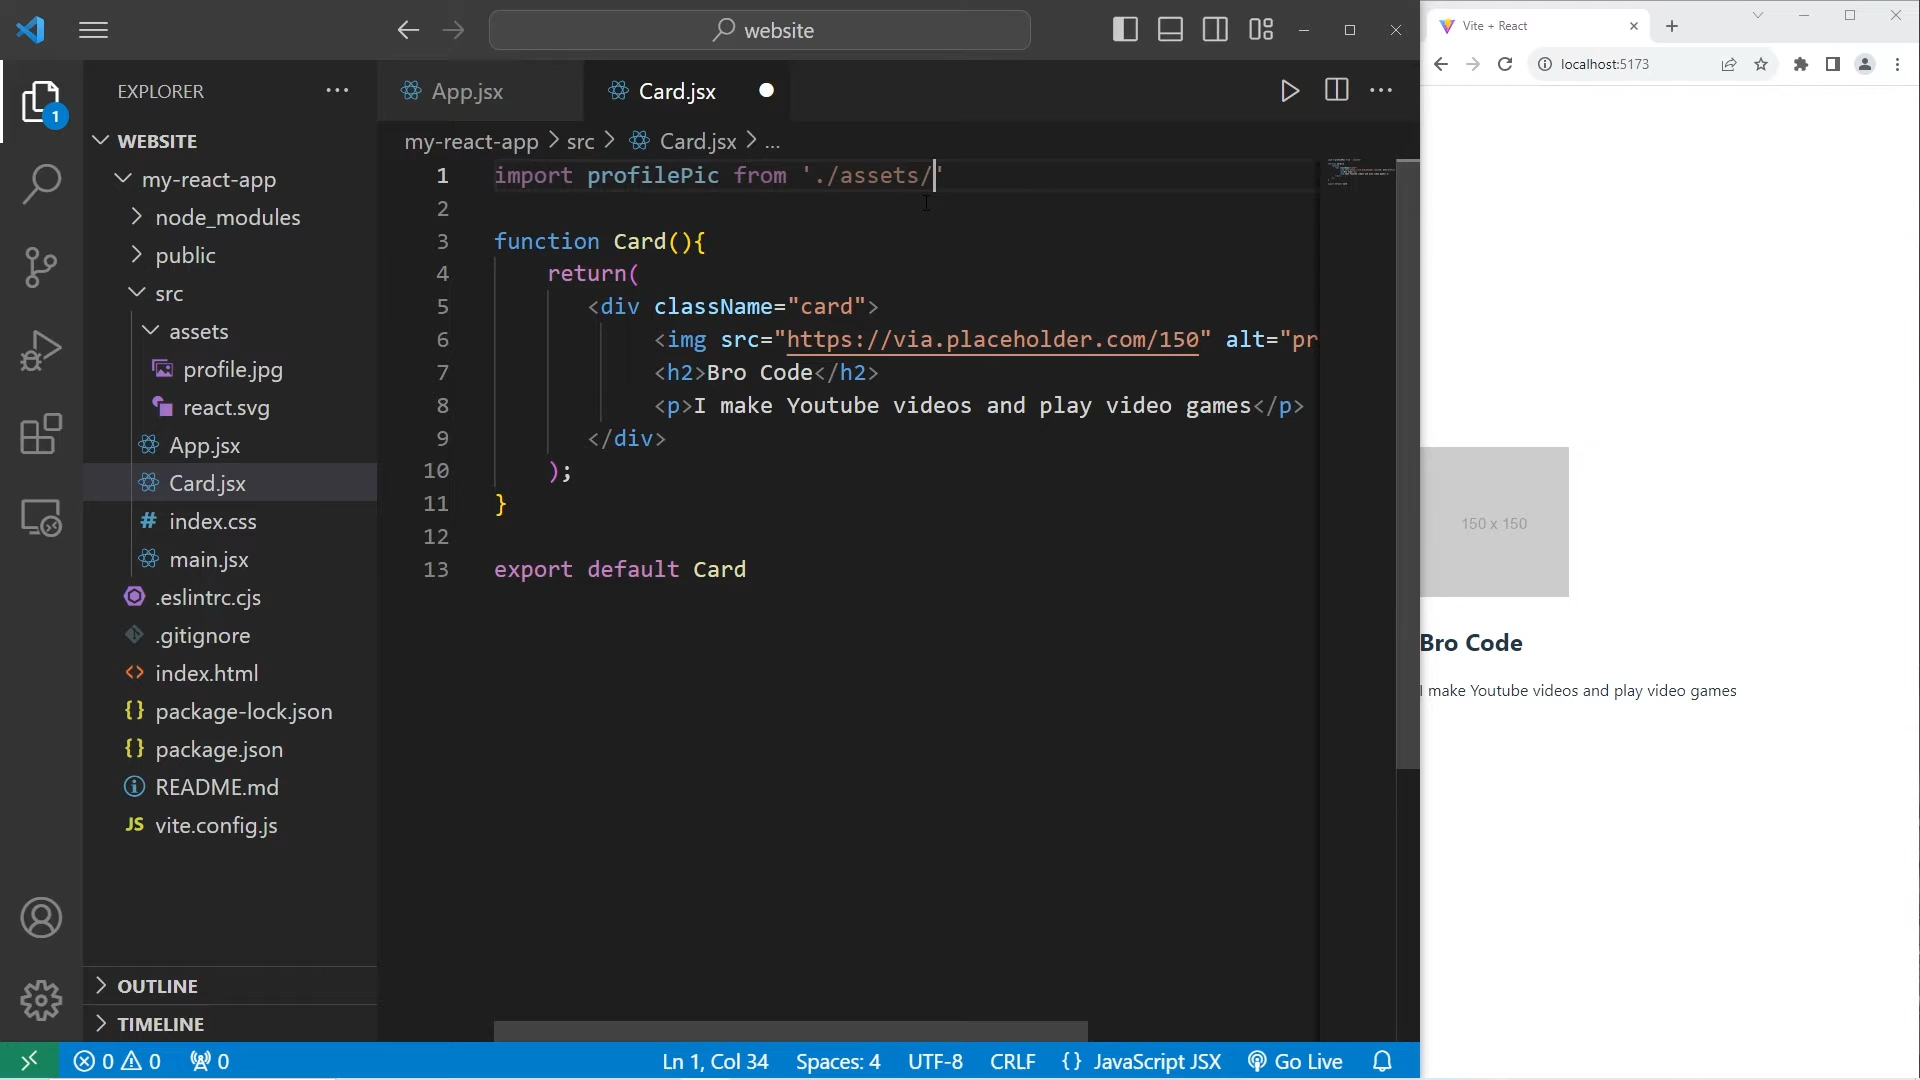 website
Vite + React
localhost:5173
EXPLORER
App.jsx
Card.jsx
1
WEBSITE
my-react-app > src > Card.jsx > ...
my-react-app
node_modules
public
src
assets
profile.jpg
react.svg
App.jsx
Card.jsx
index.css
main.jsx
.eslintrc.cjs
.gitignore
index.html
package-lock.json
package.json
README.md
JS vite.config.js
OUTLINE
TIMELINE
1 import profilePic from './assets/'
2
3 function Card(){
4 return(
5 <div className="card">
6 <img src="https://via.placeholder.com/150" alt="pr
7 <h2>Bro Code</h2>
8 <p>I make Youtube videos and play video games</p>
9 </div>
10 );
11 }
12
13 export default Card
150 x 150
Bro Code
I make Youtube videos and play video games
0 0 0
Ln 1, Col 34 Spaces: 4 UTF-8 CRLF {} JavaScript JSX Go Live